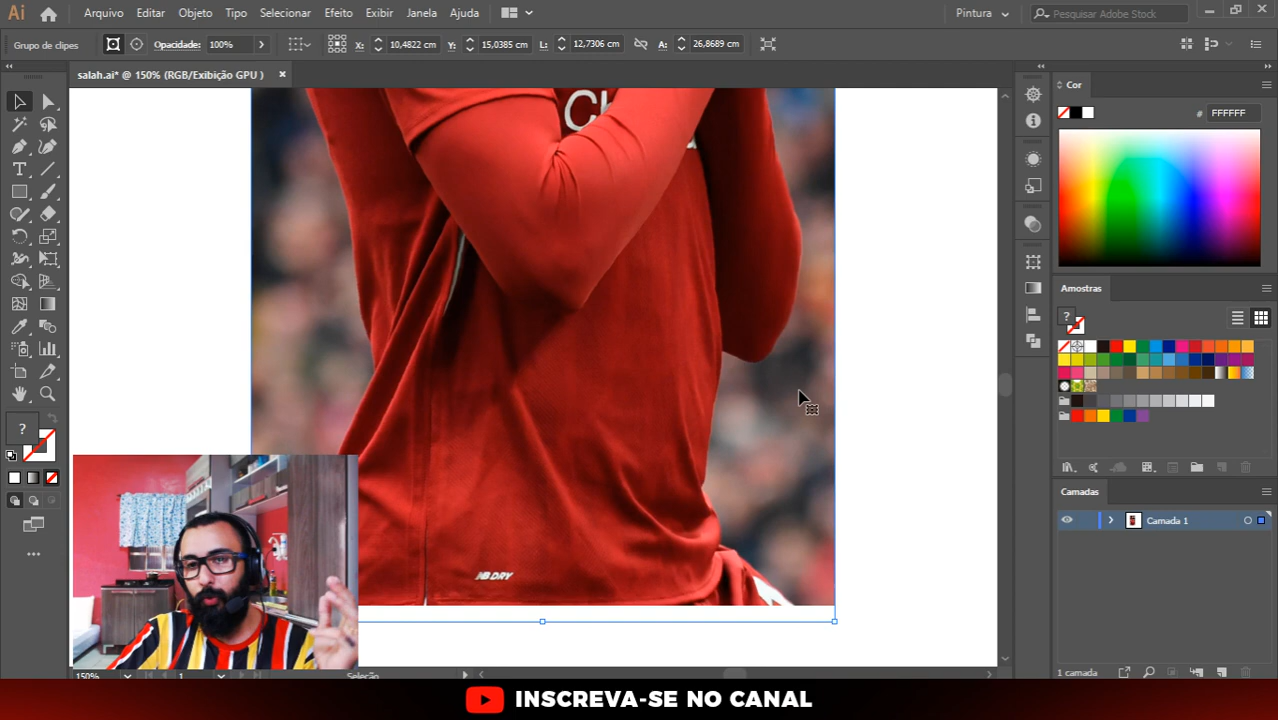 Ai
Arquivo Editar Objeto Tipo Selecionar Efeito Exibir Janela Ajuda
Pintura
Pesquisar Adobe Stock
Grupo de clipes
Opacidade: 100%
X: 10,4822 cm
Y: 15,0385 cm
L: 12,7306 cm
A: 26,8689 cm
salah.ai* @ 150% (RGB/Exibição GPU )
Cor
# FFFFFF
Amostras
?
?
Camadas
Camada 1
NB DRY
150%
1
Seleção
1 camada
INSCREVA-SE NO CANAL